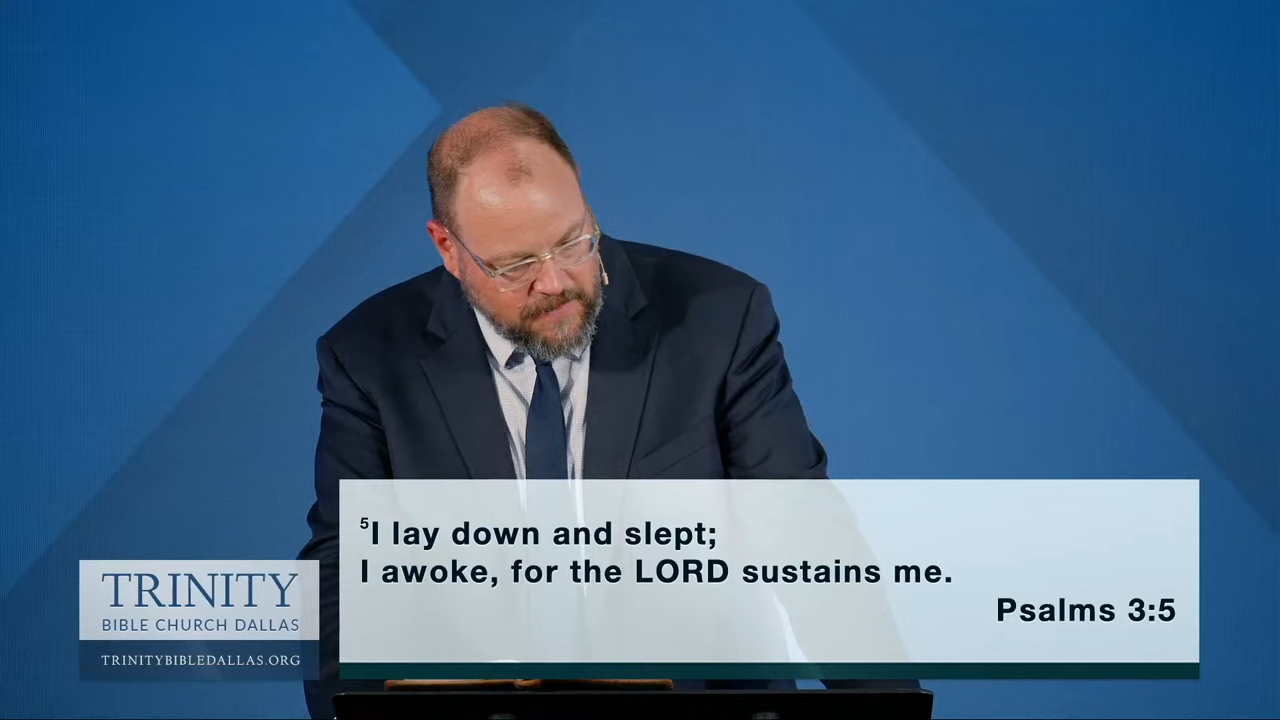 ⁵I lay down and slept;
I awoke, for the LORD sustains me.
Psalms 3:5
TRINITY
BIBLE CHURCH DALLAS
TRINITYBIBLEDALLAS.ORG